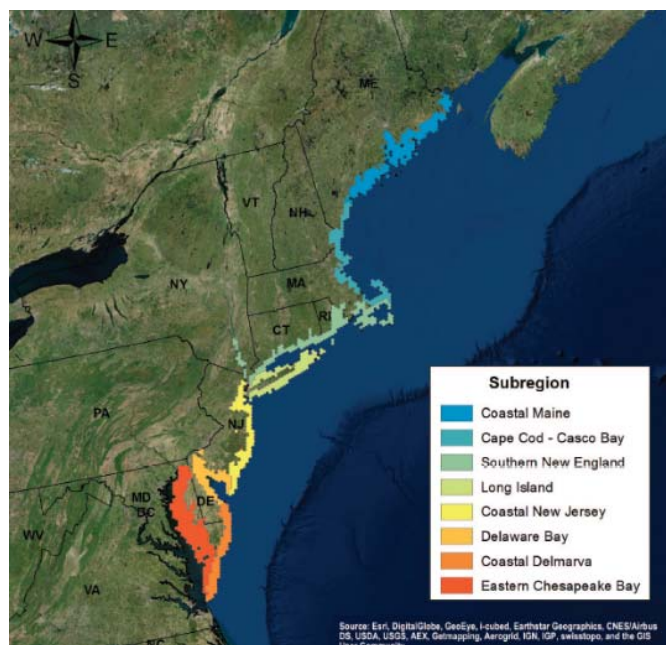 W E
S
ME
VT
NH
NY
MA
CT RI
PA
NJ
MD
DE
DC
WV
VA
NC
Subregion
Coastal Maine
Cape Cod - Casco Bay
Southern New England
Long Island
Coastal New Jersey
Delaware Bay
Coastal Delmarva
Eastern Chesapeake Bay
Source: Esri, DigitalGlobe, GeoEye, i-cubed, Earthstar Geographics, CNES/Airbus
DS, USDA, USGS, AEX, Getmapping, Aerogrid, IGN, IGP, swisstopo, and the GIS
User Community